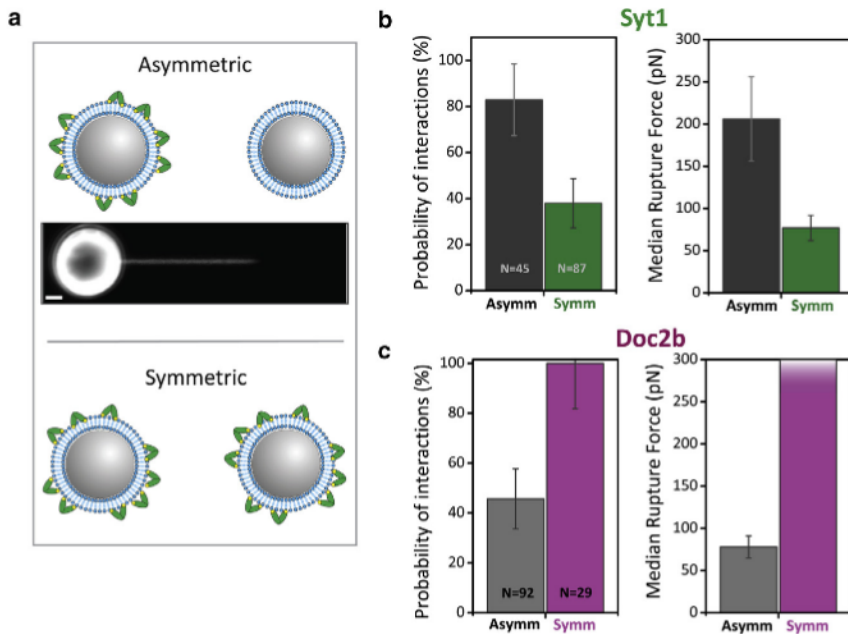 a
Asymmetric
Symmetric
b
Syt1
Probability of interactions (%)
100
80
60
40
20
0
N=45
N=87
Asymm
Symm
Median Rupture Force (pN)
300
250
200
150
100
50
0
Asymm
Symm
c
Doc2b
Probability of interactions (%)
100
80
60
40
20
0
N=92
N=29
Asymm
Symm
Median Rupture Force (pN)
300
250
200
150
100
50
0
Asymm
Symm